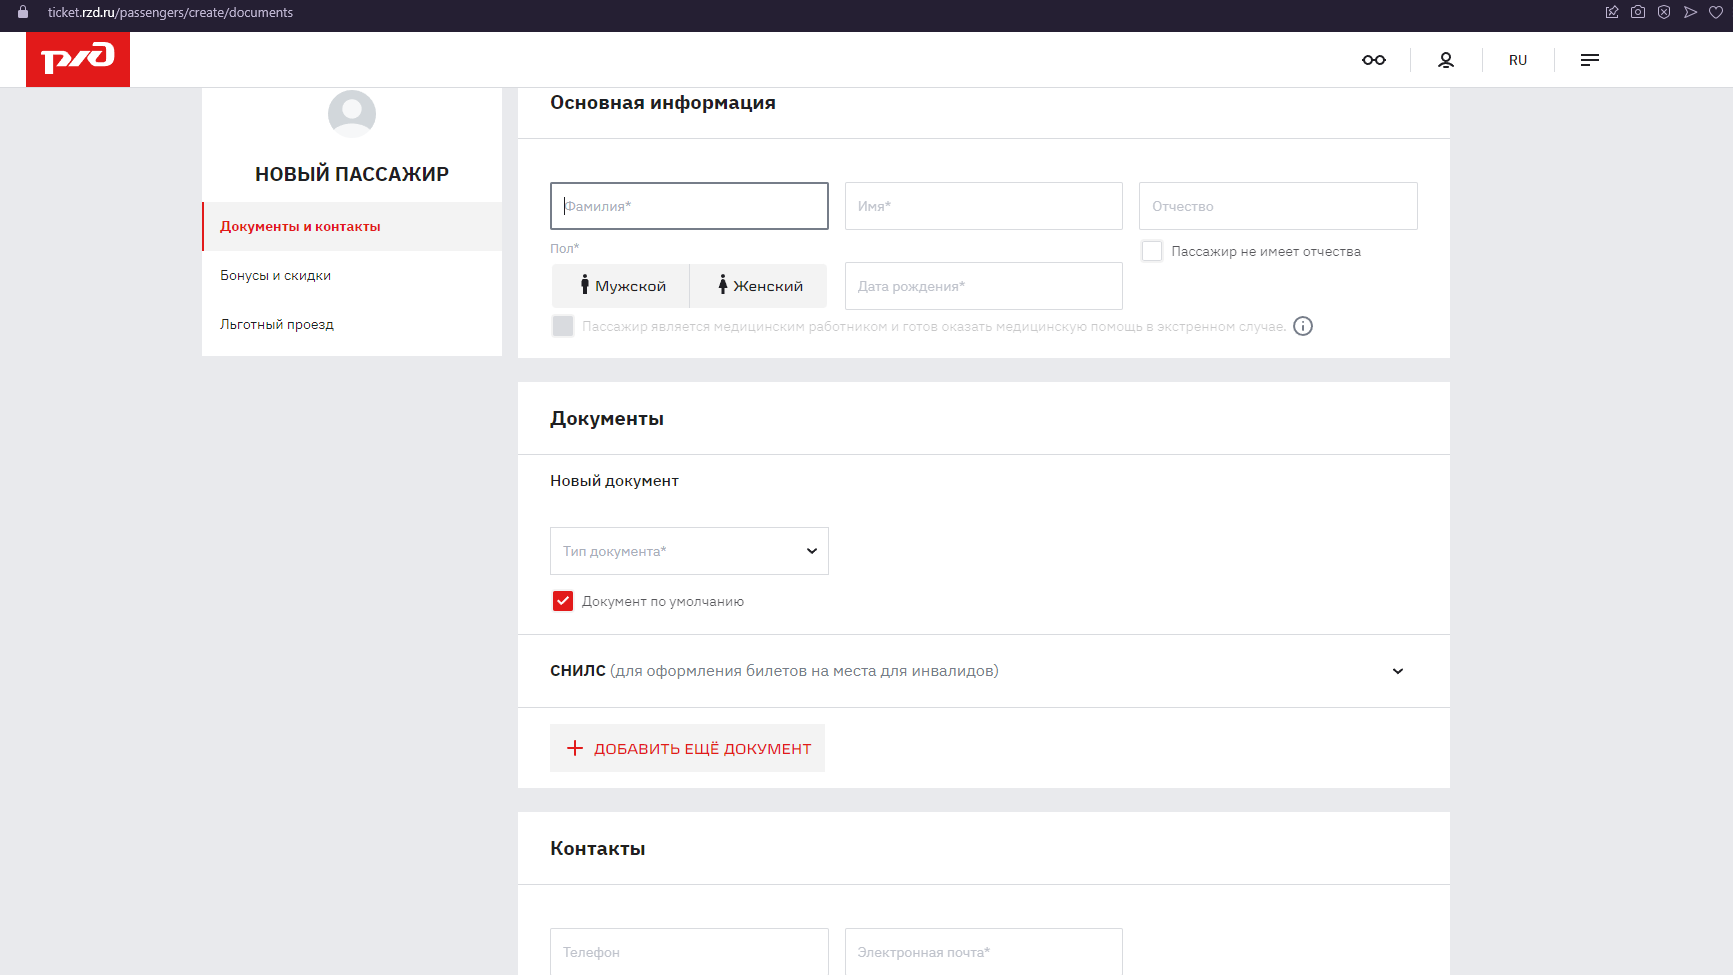 ticket.rzd.ru/passengers/create/documents
ржд
RU
НОВЫЙ ПАССАЖИР
Документы и контакты
Бонусы и скидки
Льготный проезд
Основная информация
Фамилия*
Имя*
Отчество
Пол*
Пассажир не имеет отчества
Мужской
Женский
Дата рождения*
Пассажир является медицинским работником и готов оказать медицинскую помощь в экстренном случае.
Документы
Новый документ
Тип документа*
Документ по умолчанию
СНИЛС (для оформления билетов на места для инвалидов)
ДОБАВИТЬ ЕЩЁ ДОКУМЕНТ
Контакты
Телефон
Электронная почта*